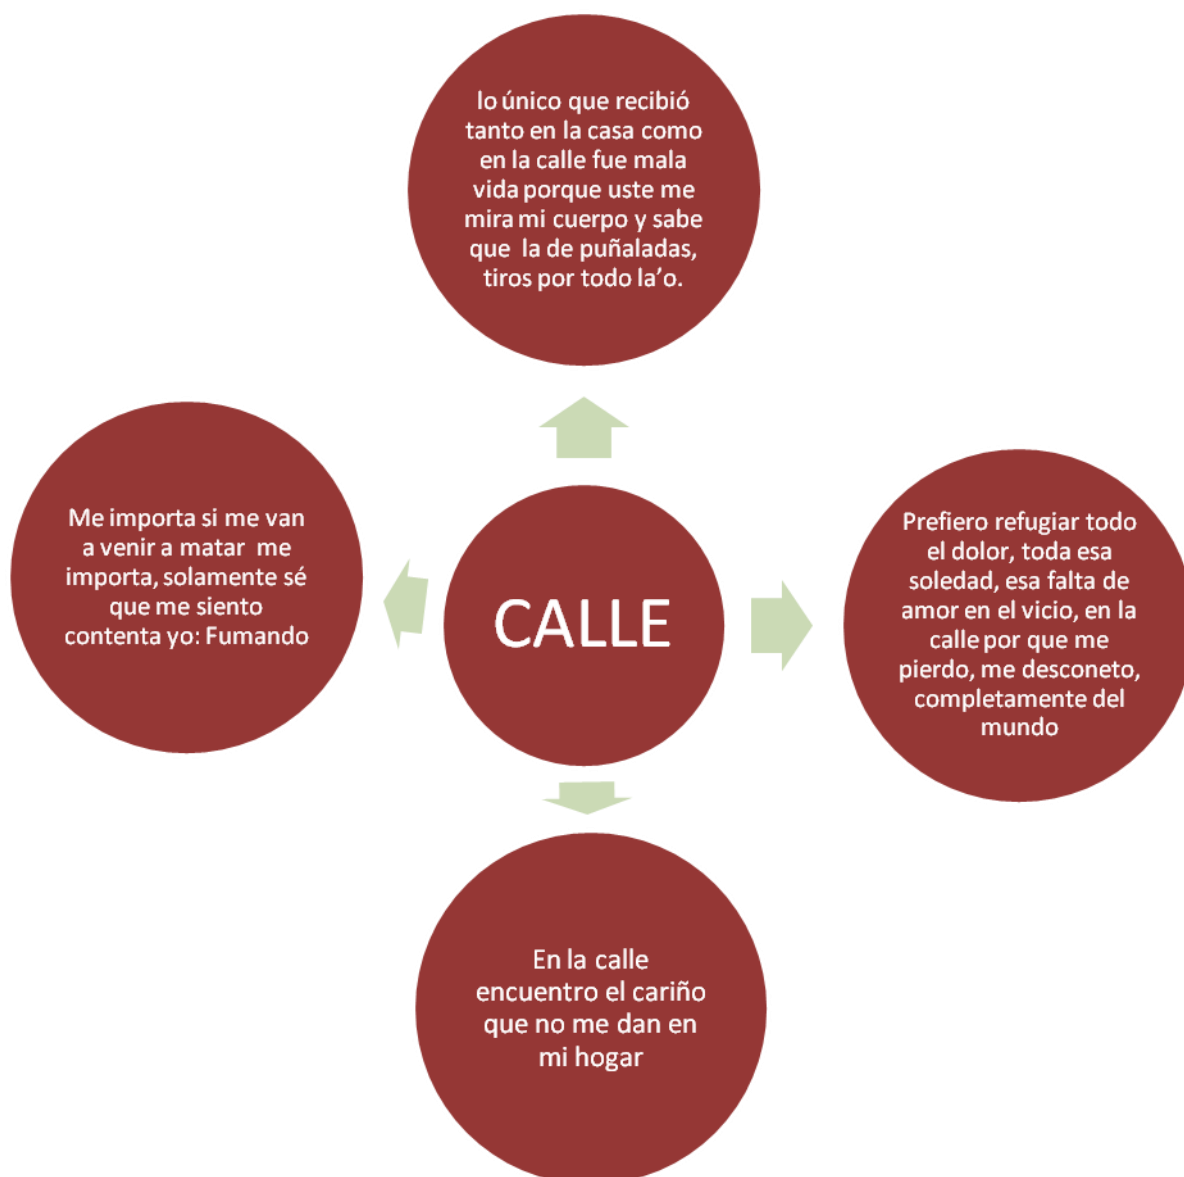 lo único que recibió
tanto en la casa como
en la calle fue mala
vida porque uste me
mira mi cuerpo y sabe
que la de puñaladas,
tiros por todo la’o.
Me importa si me van
a venir a matar me
importa, solamente sé
que me siento
contenta yo: Fumando
CALLE
Prefiero refugiar todo
el dolor, toda esa
soledad, esa falta de
amor en el vicio, en la
calle por que me
pierdo, me desconeto,
completamente del
mundo
En la calle
encuentro el cariño
que no me dan en
mi hogar